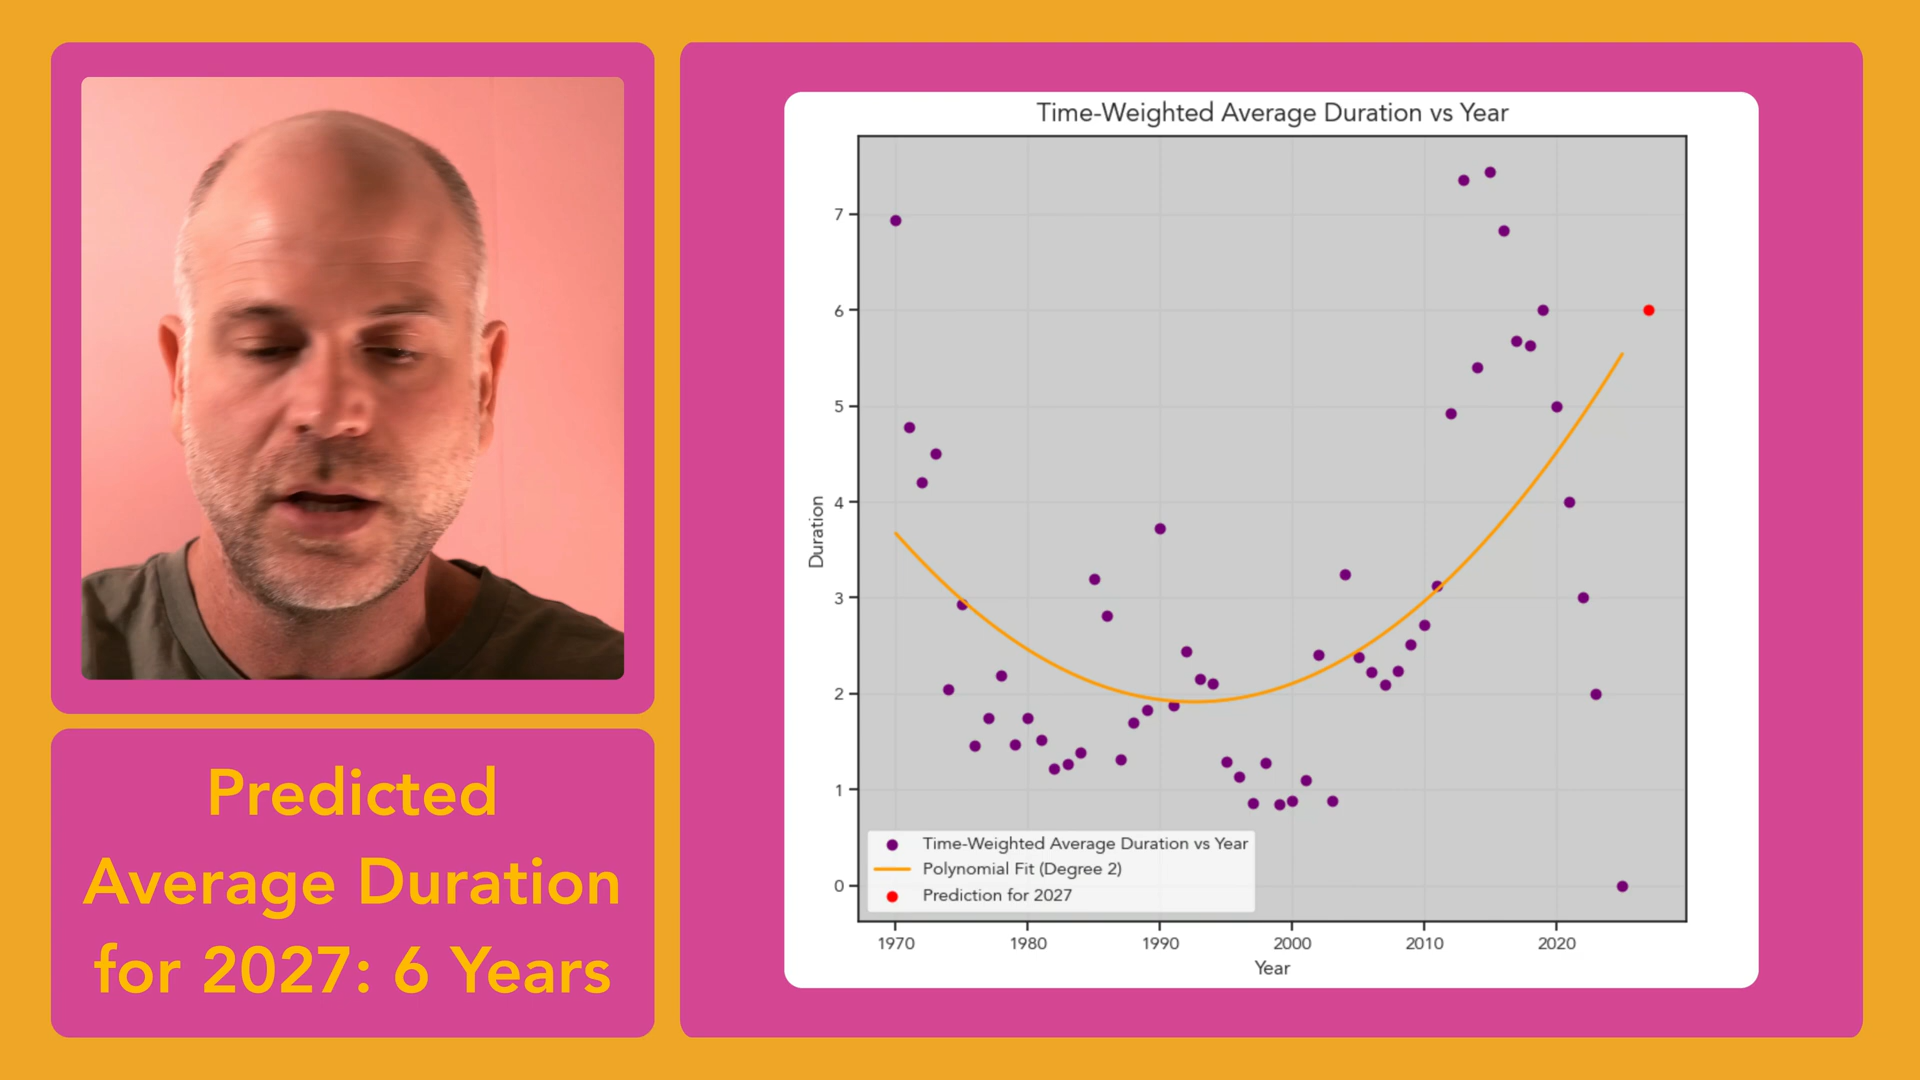 Predicted
Average Duration
for 2027: 6 Years
Time-Weighted Average Duration vs Year
7
6
5
4
3
2
1
0
Duration
Time-Weighted Average Duration vs Year
Polynomial Fit (Degree 2)
Prediction for 2027
1970 1980 1990 2000 2010 2020
Year